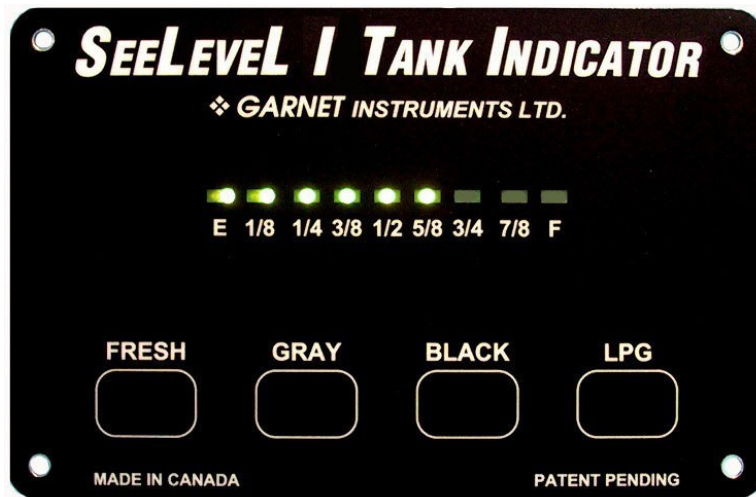 SEELEVEL I TANK INDICATOR
❖ GARNET INSTRUMENTS LTD.
E 1/8 1/4 3/8 1/2 5/8 3/4 7/8 F
FRESH GRAY BLACK LPG
MADE IN CANADA PATENT PENDING